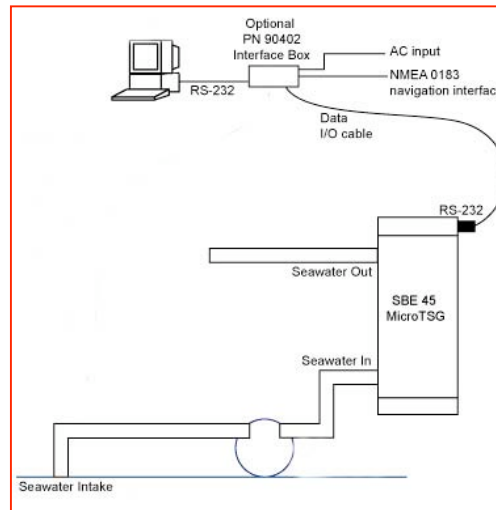 Optional
PN 90402
Interface Box
AC input
RS-232
NMEA 0183
navigation interface
Data
I/O cable
RS-232
Seawater Out
SBE 45
MicroTSG
Seawater In
Seawater Intake